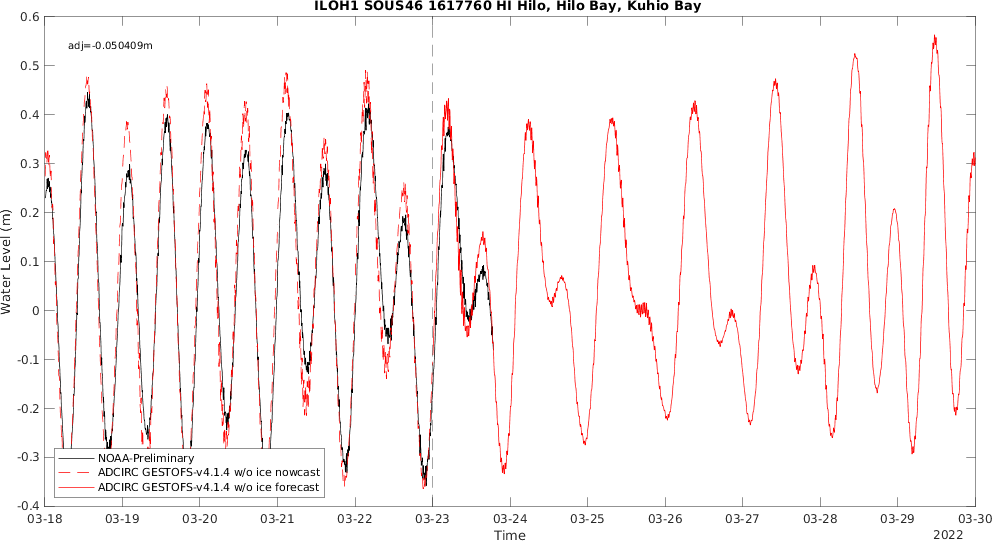 ILOH1 SOUS46 1617760 HI Hilo, Hilo Bay, Kuhio Bay
adj=-0.050409m
0.6
0.5
0.4
0.3
0.2
0.1
0
-0.1
-0.2
-0.3
-0.4
Water Level (m)
NOAA-Preliminary
ADCIRC GESTOFS-v4.1.4 w/o ice nowcast
ADCIRC GESTOFS-v4.1.4 w/o ice forecast
03-18 03-19 03-20 03-21 03-22 03-23 03-24 03-25 03-26 03-27 03-28 03-29 03-30
Time
2022